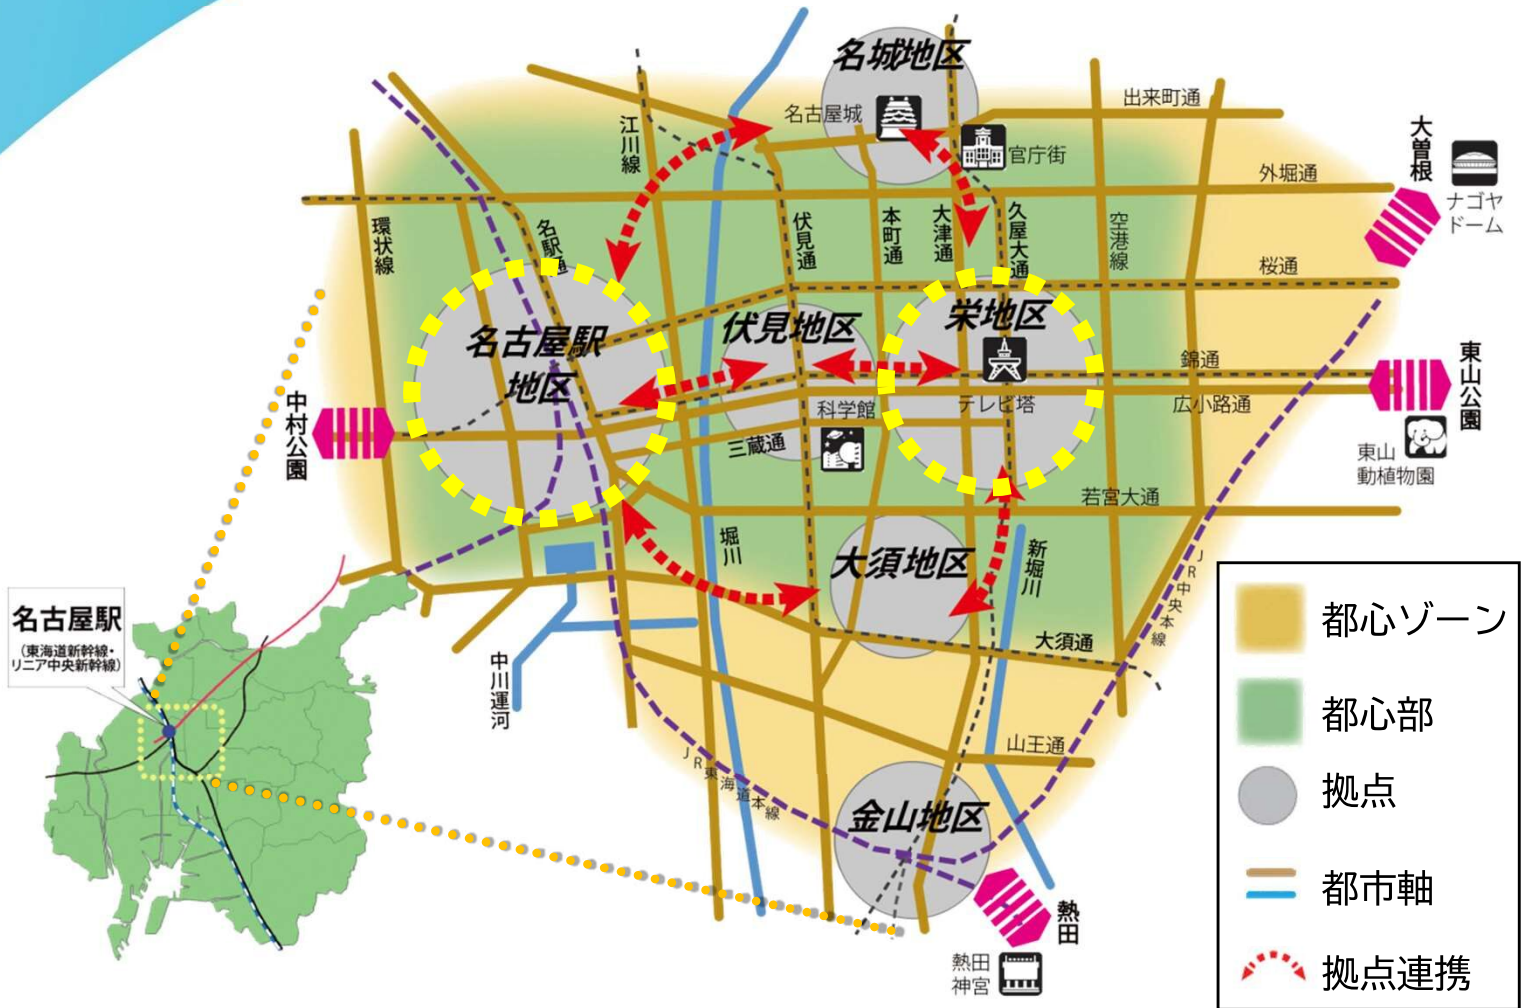 名城地区
名古屋城
出来町通
官庁街
江川線
外堀通
大曽根
ナゴヤ
ドーム
環状線
名駅通
伏見通
本町通
大津通
久屋大通
空港線
桜通
名古屋駅
地区
伏見地区
栄地区
錦通
東山公園
中村公園
科学館
テレビ塔
広小路通
三蔵通
東山
動植物園
若宮大通
堀川
大須地区
新堀川
JR中央本線
大須通
中川運河
山王通
JR東海道本線
金山地区
熱田
熱田
神宮
名古屋駅
(東海道新幹線・
リニア中央新幹線)
都心ゾーン
都心部
拠点
都市軸
拠点連携